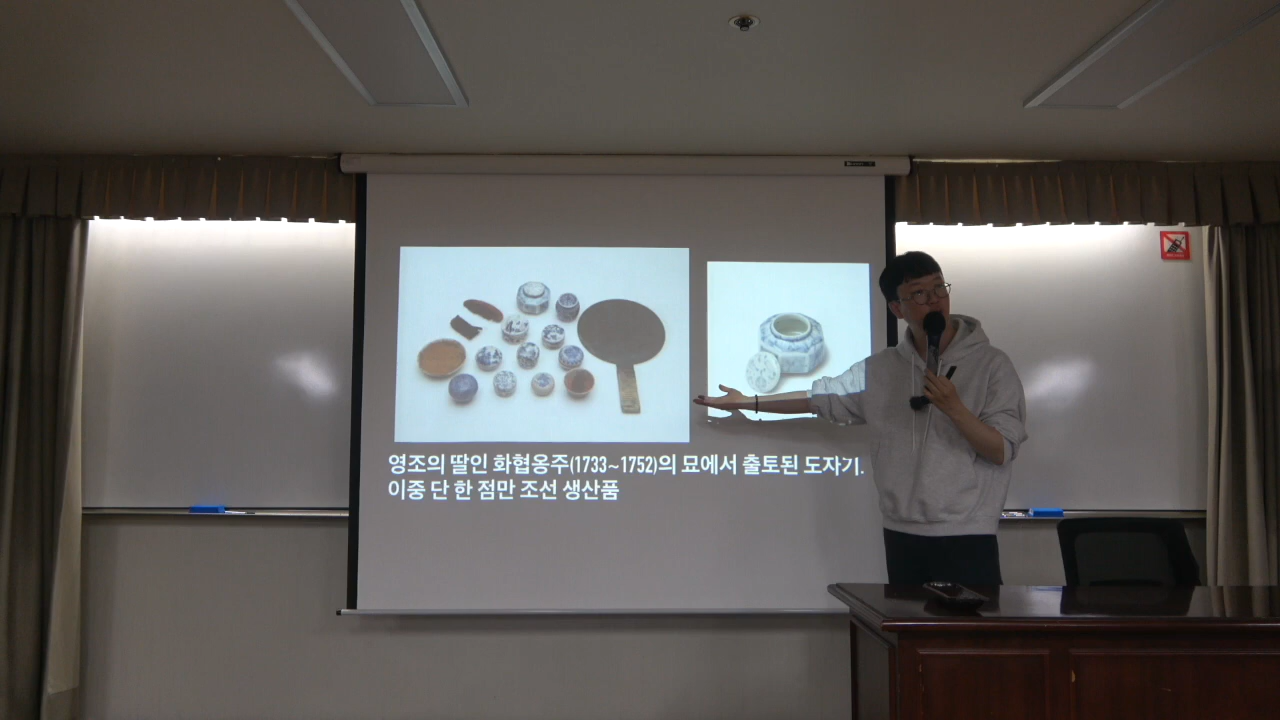 영조의 딸인 화협옹주(1733~1752)의 묘에서 출토된 도자기.
이중 단 한 점만 조선 생산품